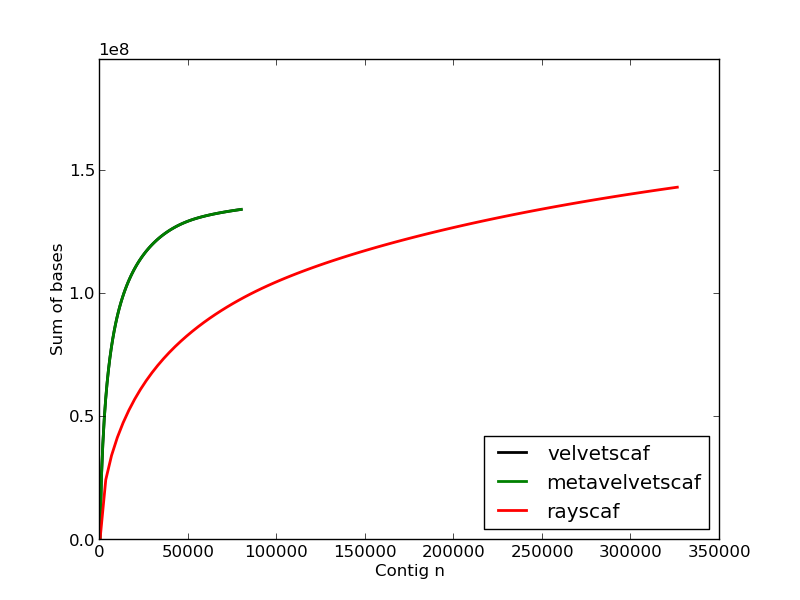 1e8
1.5
1.0
0.5
0.0
Sum of bases
velvetscaf
metavelvetscaf
rayscaf
0 50000 100000 150000 200000 250000 300000 350000
Contig n